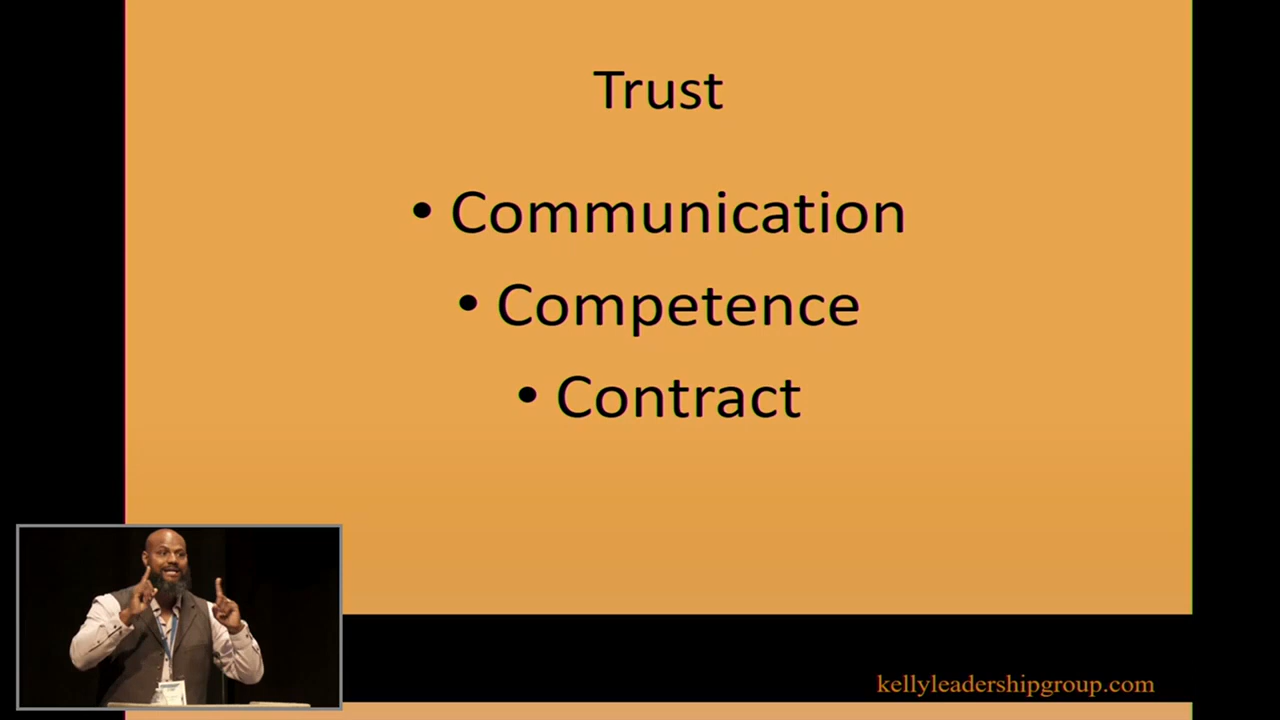 Trust
• Communication
• Competence
• Contract
kellyleadershipgroup.com